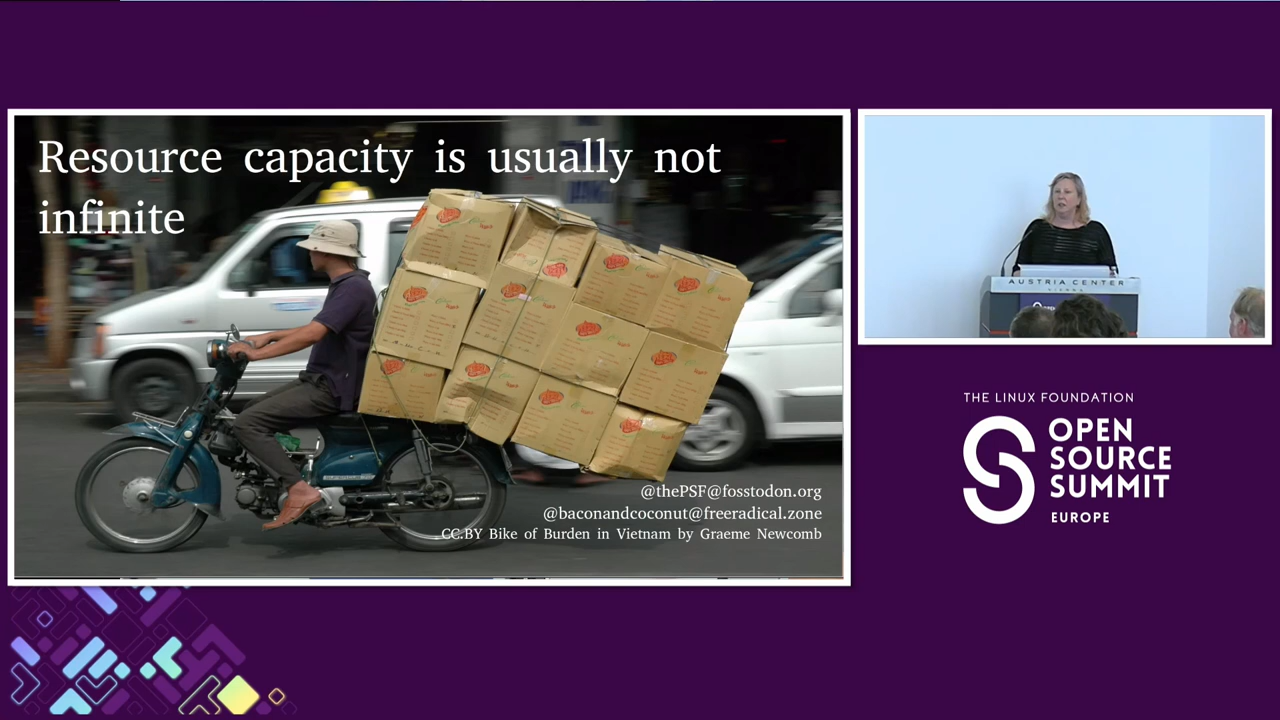 Resource capacity is usually not
infinite
@thePSF@fosstodon.org
@baconandcoconut@freeradical.zone
CC.BY Bike of Burden in Vietnam by Graeme Newcomb
AUSTRIA CENTER
THE LINUX FOUNDATION
OPEN
SOURCE
SUMMIT
EUROPE